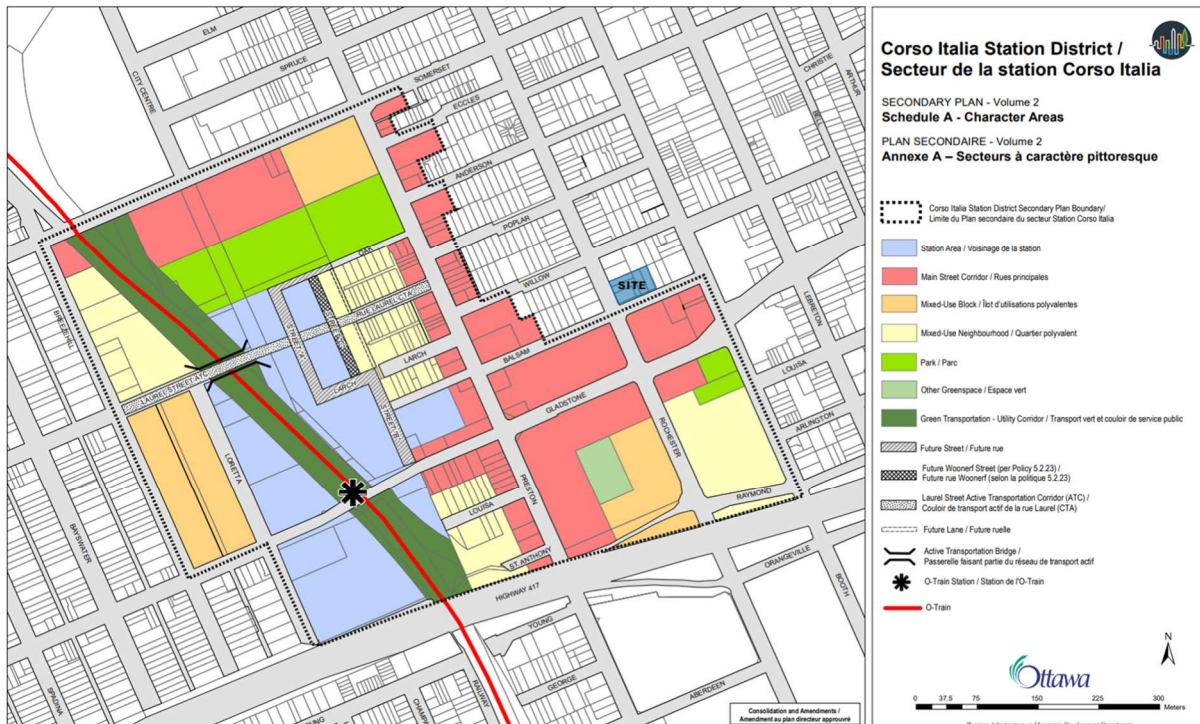 ELM
SPRUCE
CITY CENTRE
SOMERSET
ECCLES
CHRISTIE
ARTHUR
BELL
ANDERSON
POPLAR
OAK
WILLOW
SITE
BREEZEHILL
RUE LAUREL CTA
STREET
LARCH
BALSAM
LEBRETON
LAUREL STREET ATC
LARCH
STREET 'B'
GLADSTONE
LOUISA
LORETTA
ROCHESTER
ARLINGTON
PRESTON
LOUISA
RAYMOND
BAYSWATER
ST. ANTHONY
HIGHWAY 417
ORANGEVILLE
BOOTH
YOUNG
GEORGE
RAILWAY
ABERDEEN
SPADINA
YOUNG
CHAMP
Consolidation and Amendments /
Amendment au plan directeur approuvé
Corso Italia Station District /
Secteur de la station Corso Italia
SECONDARY PLAN - Volume 2
Schedule A - Character Areas
PLAN SECONDAIRE - Volume 2
Annexe A – Secteurs à caractère pittoresque
Corso Italia Station District Secondary Plan Boundary/
Limite du Plan secondaire du secteur Station Corso Italia
Station Area / Voisinage de la station
Main Street Corridor / Rues principales
Mixed-Use Block / Îlot d'utilisations polyvalentes
Mixed-Use Neighbourhood / Quartier polyvalent
Park / Parc
Other Greenspace / Espace vert
Green Transportation - Utility Corridor / Transport vert et couloir de service public
Future Street / Future rue
Future Woonerf Street (per Policy 5.2.23) /
Future rue Woonerf (selon la politique 5.2.23)
Laurel Street Active Transportation Corridor (ATC) /
Couloir de transport actif de la rue Laurel (CTA)
Future Lane / Future ruelle
Active Transportation Bridge /
Passerelle faisant partie du réseau de transport actif
O-Train Station / Station de l'O-Train
O-Train
N
Ottawa
0 37.5 75 150 225 300
Meters